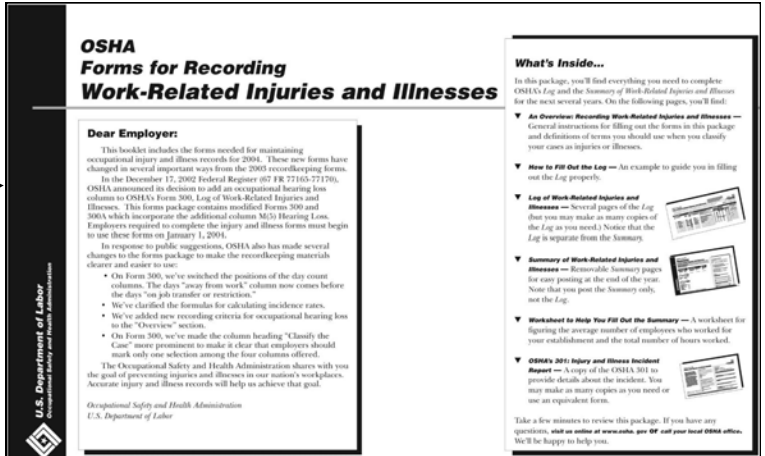 OSHA
Forms for Recording
Work-Related Injuries and Illnesses
Dear Employer:
This booklet includes the forms needed for maintaining
occupational injury and illness records for 2004. These new forms have
changed in several important ways from the 2003 recordkeeping forms.
In the December 17, 2002 Federal Register (67 FR 77165-77170),
OSHA announced its decision to add an occupational hearing loss
column to OSHA's Form 300, Log of Work-Related Injuries and
Illnesses. This forms package contains modified Forms 300 and
300A which incorporate the additional column M(5) Hearing Loss.
Employers required to complete the injury and illness forms must begin
to use these forms on January 1, 2004.
In response to public suggestions, OSHA also has made several
changes to the forms package to make the recordkeeping materials
clearer and easier to use:
• On Form 300, we've switched the positions of the day count
columns. The days "away from work" column now comes before
the days "on job transfer or restriction."
• We've clarified the formulas for calculating incidence rates.
• We've added new recording criteria for occupational hearing loss
to the "Overview" section.
• On Form 300, we've made the column heading "Classify the
Case" more prominent to make it clear that employers should
mark only one selection among the four columns offered.
The Occupational Safety and Health Administration shares with you
the goal of preventing injuries and illnesses in our nation's workplaces.
Accurate injury and illness records will help us achieve that goal.
Occupational Safety and Health Administration
U.S. Department of Labor
What's Inside...
In this package, you'll find everything you need to complete
OSHA's Log and the Summary of Work-Related Injuries and Illnesses
for the next several years. On the following pages, you'll find:
▼ An Overview: Recording Work-Related Injuries and Illnesses —
General instructions for filling out the forms in this package
and definitions of terms you should use when you classify
your cases as injuries or illnesses.
▼ How to Fill Out the Log — An example to guide you in filling
out the Log properly.
▼ Log of Work-Related Injuries and
Illnesses — Several pages of the Log
(but you may make as many copies of
the Log as you need.) Notice that the
Log is separate from the Summary.
▼ Summary of Work-Related Injuries and
Illnesses — Removable Summary pages
for easy posting at the end of the year.
Note that you post the Summary only,
not the Log.
▼ Worksheet to Help You Fill Out the Summary — A worksheet for
figuring the average number of employees who worked for
your establishment and the total number of hours worked.
▼ OSHA's 301: Injury and Illness Incident
Report — A copy of the OSHA 301 to
provide details about the incident. You
may make as many copies as you need or
use an equivalent form.
Take a few minutes to review this package. If you have any
questions, visit us online at www.osha. gov OR call your local OSHA office.
We'll be happy to help you.
U.S. Department of Labor
Occupational Safety and Health Administration